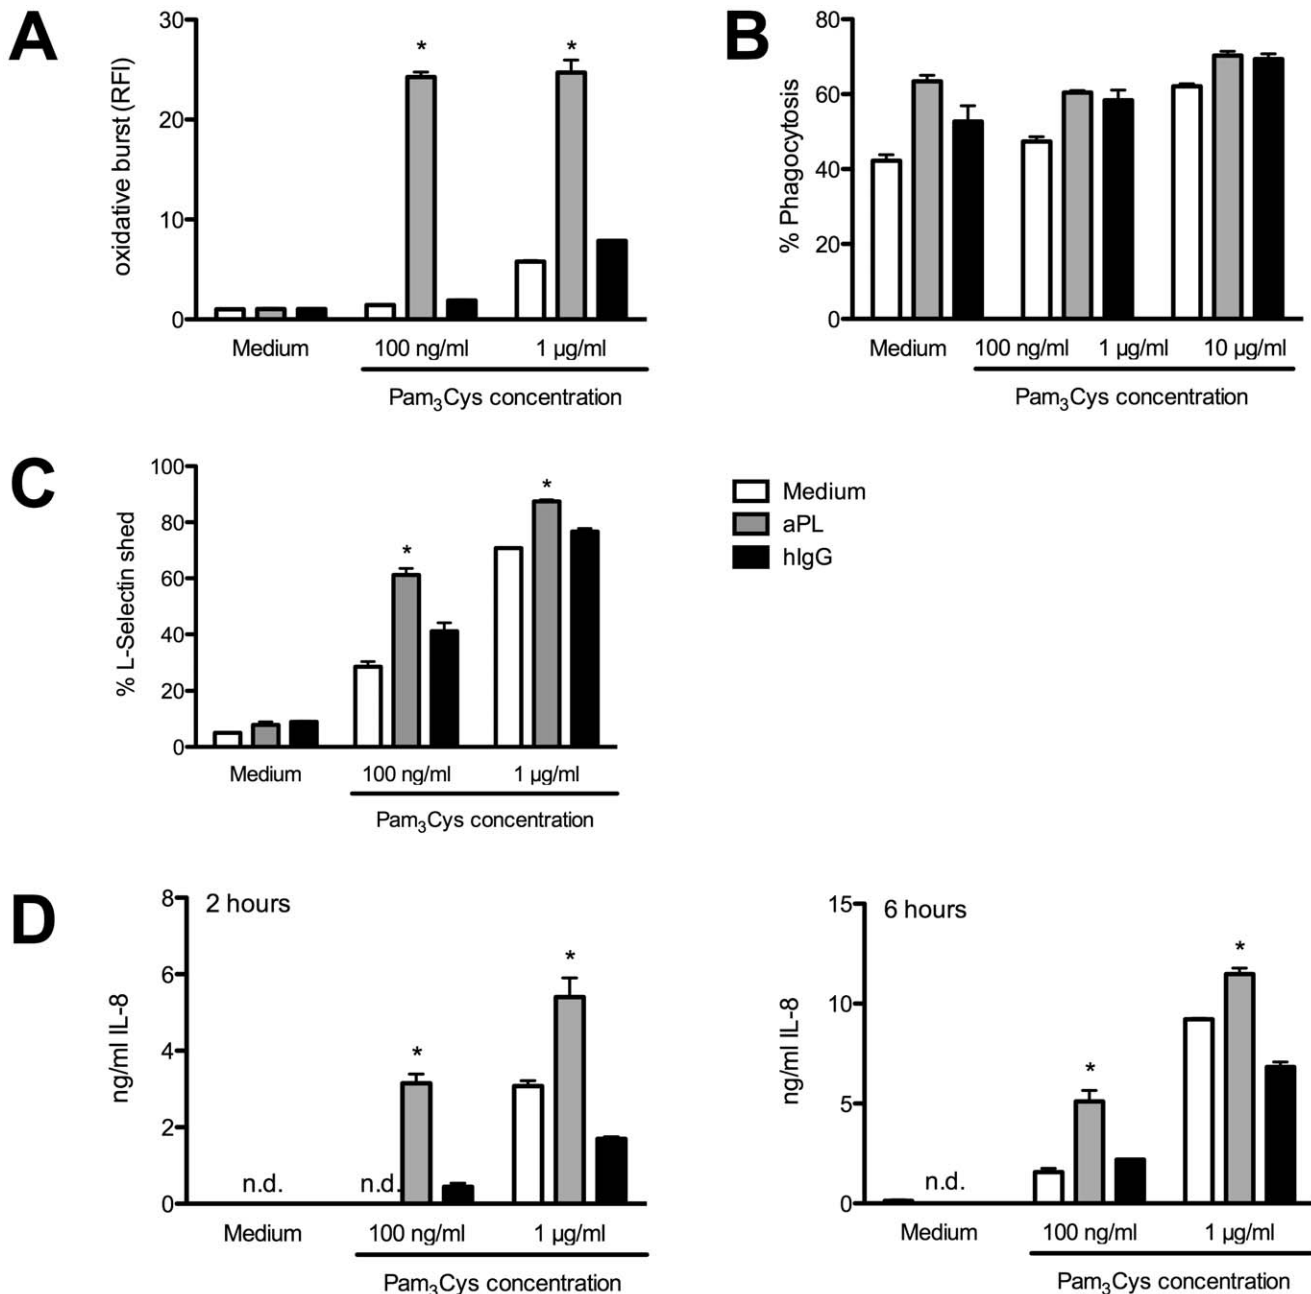 A
oxidative burst (RFI)
30
20
10
0
*
*
Medium
100 ng/ml
1 µg/ml
Pam3Cys concentration
B
% Phagocytosis
80
60
40
20
0
Medium
100 ng/ml
1 µg/ml
10 µg/ml
Pam3Cys concentration
C
% L-Selectin shed
100
80
60
40
20
0
*
*
Medium
100 ng/ml
1 µg/ml
Pam3Cys concentration
Medium
aPL
hIgG
D
2 hours
ng/ml IL-8
8
6
4
2
0
n.d.
n.d.
*
*
Medium
100 ng/ml
1 µg/ml
Pam3Cys concentration
6 hours
ng/ml IL-8
15
10
5
0
n.d.
*
*
Medium
100 ng/ml
1 µg/ml
Pam3Cys concentration